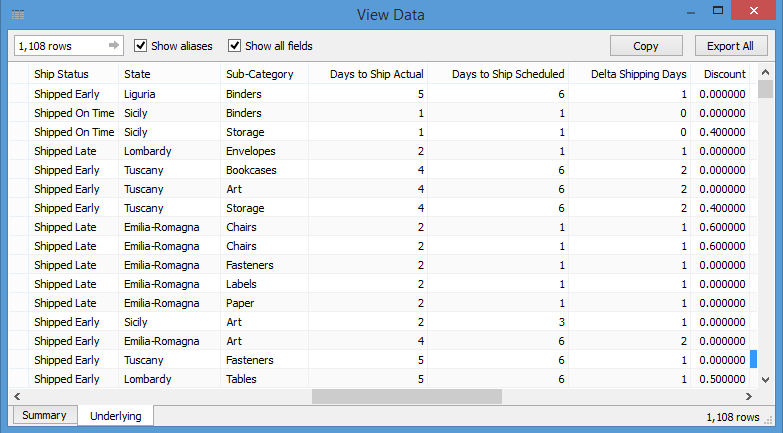 View Data
1,108 rows Show aliases Show all fields Copy Export All
Ship Status State Sub-Category Days to Ship Actual Days to Ship Scheduled Delta Shipping Days Discount
Shipped Early Liguria Binders 5 6 1 0.000000
Shipped On Time Sicily Binders 1 1 0 0.000000
Shipped On Time Sicily Storage 1 1 0 0.400000
Shipped Late Lombardy Envelopes 2 1 1 0.000000
Shipped Early Tuscany Bookcases 4 6 2 0.000000
Shipped Early Tuscany Art 4 6 2 0.000000
Shipped Early Tuscany Storage 4 6 2 0.400000
Shipped Late Emilia-Romagna Chairs 2 1 1 0.600000
Shipped Late Emilia-Romagna Chairs 2 1 1 0.600000
Shipped Late Emilia-Romagna Fasteners 2 1 1 0.000000
Shipped Late Emilia-Romagna Labels 2 1 1 0.000000
Shipped Late Emilia-Romagna Paper 2 1 1 0.000000
Shipped Early Sicily Art 2 3 1 0.000000
Shipped Early Emilia-Romagna Art 4 6 2 0.000000
Shipped Early Tuscany Fasteners 5 6 1 0.000000
Shipped Early Lombardy Tables 5 6 1 0.500000
Summary Underlying 1,108 rows